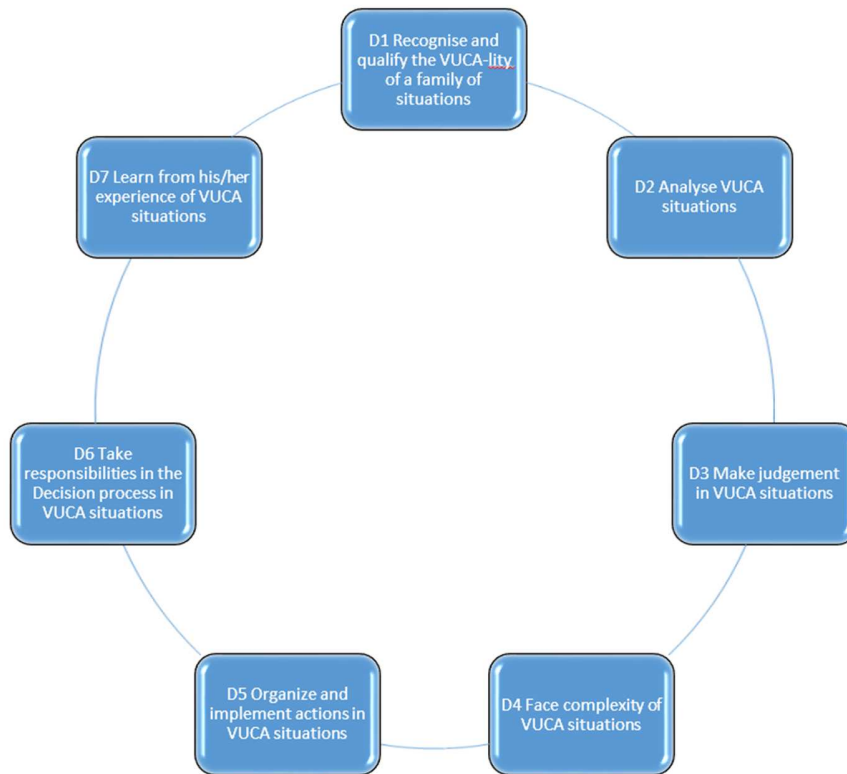 D1 Recognise and
qualify the VUCA-lity
of a family of
situations
D2 Analyse VUCA
situations
D3 Make judgement
in VUCA situations
D4 Face complexity of
VUCA situations
D5 Organize and
implement actions in
VUCA situations
D6 Take
responsibilities in the
Decision process in
VUCA situations
D7 Learn from his/her
experience of VUCA
situations